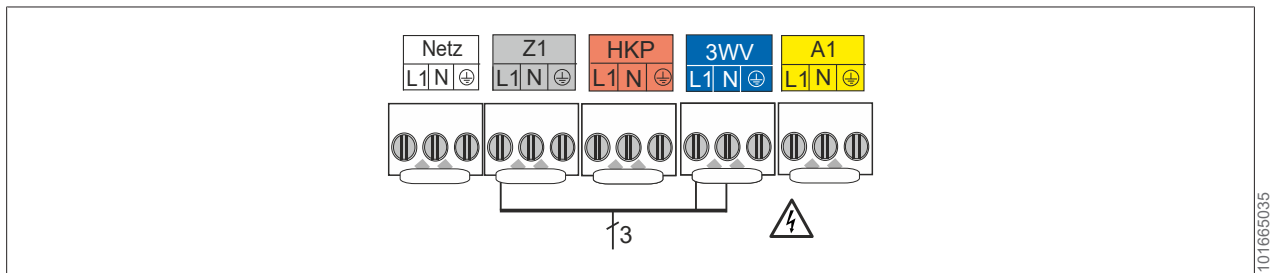 Netz Z1 HKP 3WV A1
L1 N L1 N L1 N L1 N L1 N
3
101665035